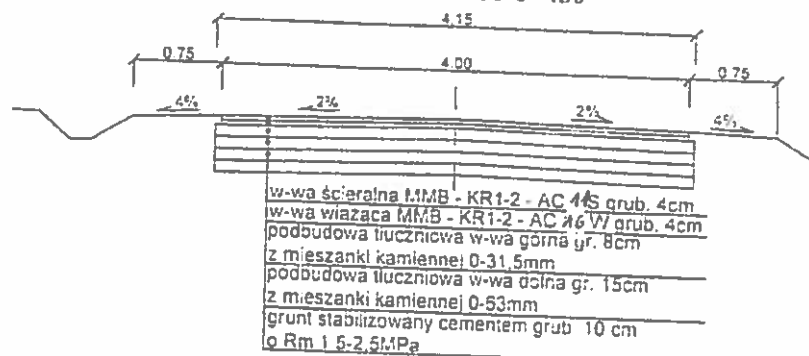 4.15
0.75 4.00 0.75
4% 2% 2% 4%
w-wa ścieralna MMB - KR1-2 - AC 11S grub. 4cm
w-wa wiążąca MMB - KR1-2 - AC 16 W grub. 4cm
podbudowa tłuczniowa w-wa górna gr. 8cm
z mieszanki kamiennej 0-31,5mm
podbudowa tłuczniowa w-wa dolna gr. 15cm
z mieszanki kamiennej 0-63mm
grunt stabilizowany cementem grub 10 cm
o Rm 1.5-2,5MPa